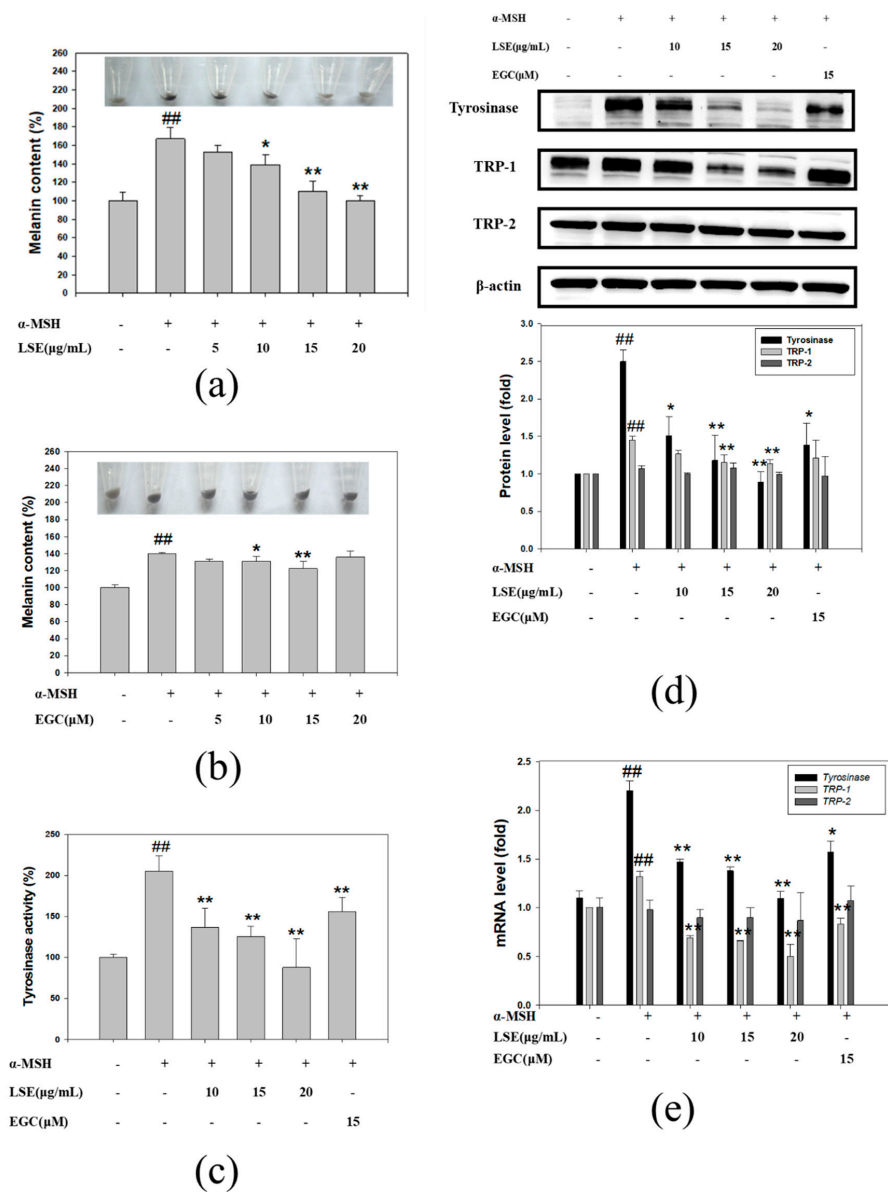 260
240
220
200
180
160
140
120
100
80
60
40
20
0
Melanin content (%)
##
*
**
**
α-MSH - + + + + +
LSE(μg/mL) - - 5 10 15 20
(a)
260
240
220
200
180
160
140
120
100
80
60
40
20
0
Melanin content (%)
##
*
**
α-MSH - + + + + +
EGC(μM) - - 5 10 15 20
(b)
250
200
150
100
50
0
Tyrosinase activity (%)
##
**
**
**
**
α-MSH - + + + + +
LSE(μg/mL) - - 10 15 20 -
EGC(μM) - - - - - 15
(c)
α-MSH - + + + + +
LSE(μg/mL) - - 10 15 20 -
EGC(μM) - - - - - 15
Tyrosinase
TRP-1
TRP-2
β-actin
3.0
2.5
2.0
1.5
1.0
0.5
0.0
Protein level (fold)
Tyrosinase
TRP-1
TRP-2
##
##
*
**
**
**
**
*
α-MSH - + + + + +
LSE(μg/mL) - - 10 15 20 -
EGC(μM) - - - - - 15
(d)
2.5
2.0
1.5
1.0
0.5
0.0
mRNA level (fold)
Tyrosinase
TRP-1
TRP-2
##
##
**
**
**
**
**
**
*
**
α-MSH - + + + + +
LSE(μg/mL) - - 10 15 20 -
EGC(μM) - - - - - 15
(e)